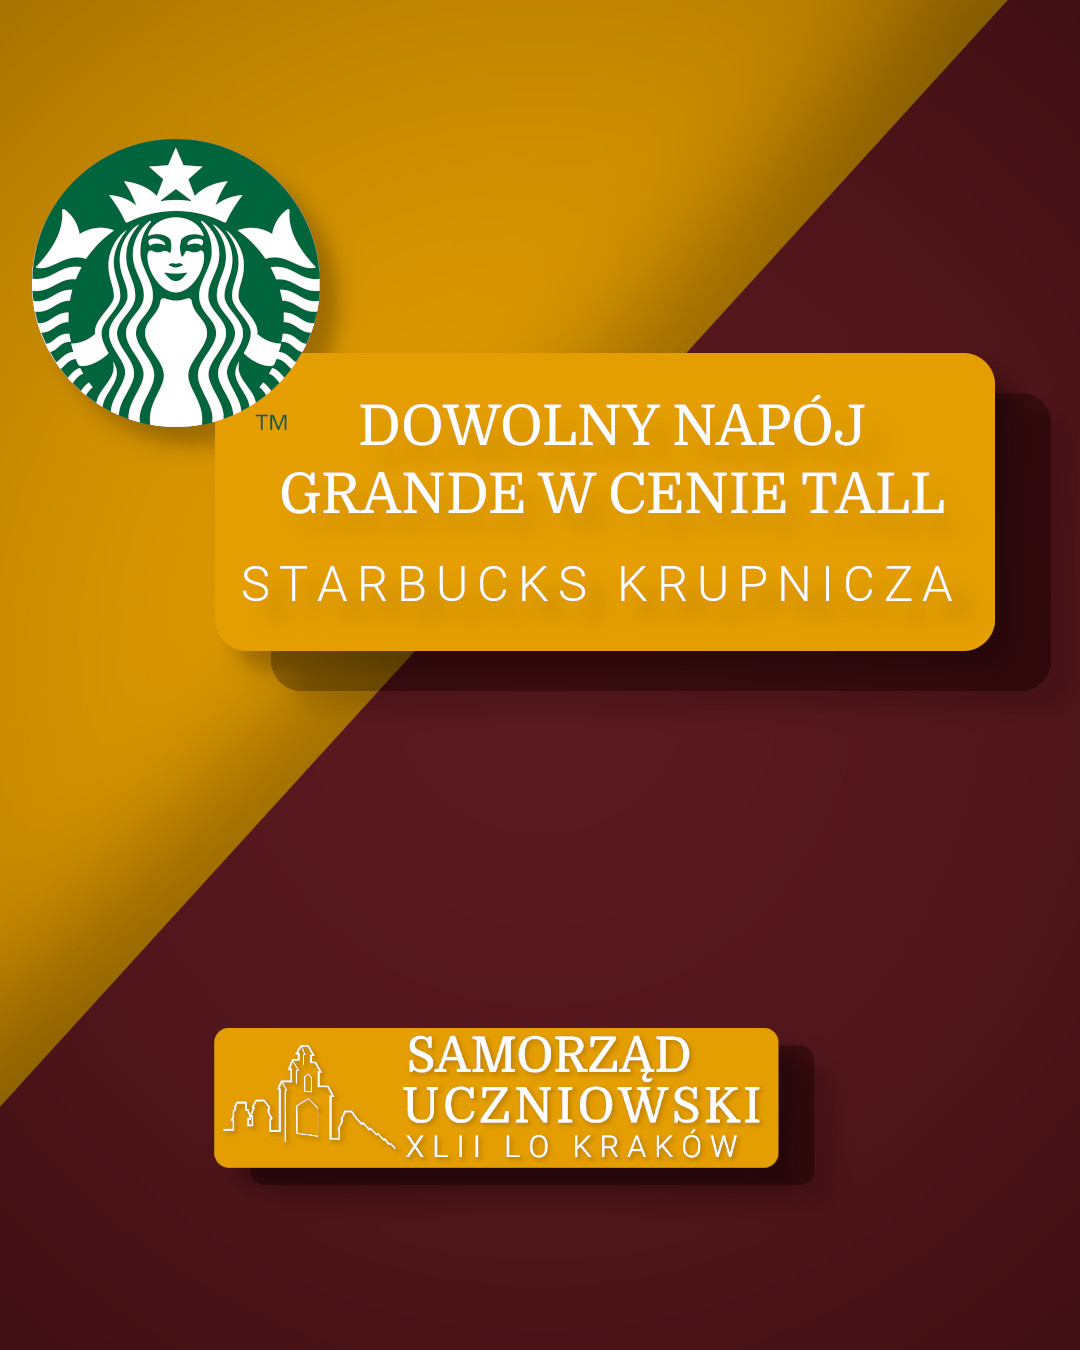 TM
DOWOLNY NAPÓJ
GRANDE W CENIE TALL
STARBUCKS KRUPNICZA
SAMORZĄD
UCZNIOWSKI
XLII LO KRAKÓW